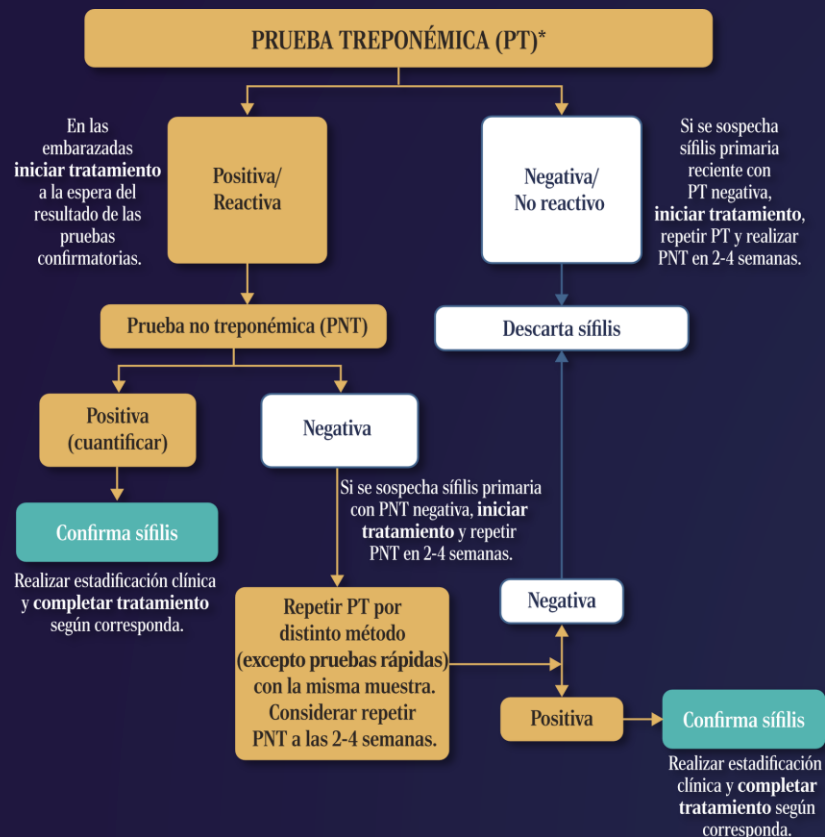 PRUEBA TREPONÉMICA (PT)*
En las
embarazadas
iniciar tratamiento
a la espera del
resultado de las
pruebas
confirmatorias.
Positiva/
Reactiva
Negativa/
No reactivo
Si se sospecha
sífilis primaria
reciente con
PT negativa,
iniciar tratamiento,
repetir PT y realizar
PNT en 2-4 semanas.
Prueba no treponémica (PNT)
Descarta sífilis
Positiva
(cuantificar)
Negativa
Si se sospecha sífilis primaria
con PNT negativa, iniciar
tratamiento y repetir
PNT en 2-4 semanas.
Confirma sífilis
Realizar estadificación clínica
y completar tratamiento
según corresponda.
Repetir PT por
distinto método
(excepto pruebas rápidas)
con la misma muestra.
Considerar repetir
PNT a las 2-4 semanas.
Negativa
Positiva
Confirma sífilis
Realizar estadificación
clínica y completar
tratamiento según
corresponda.